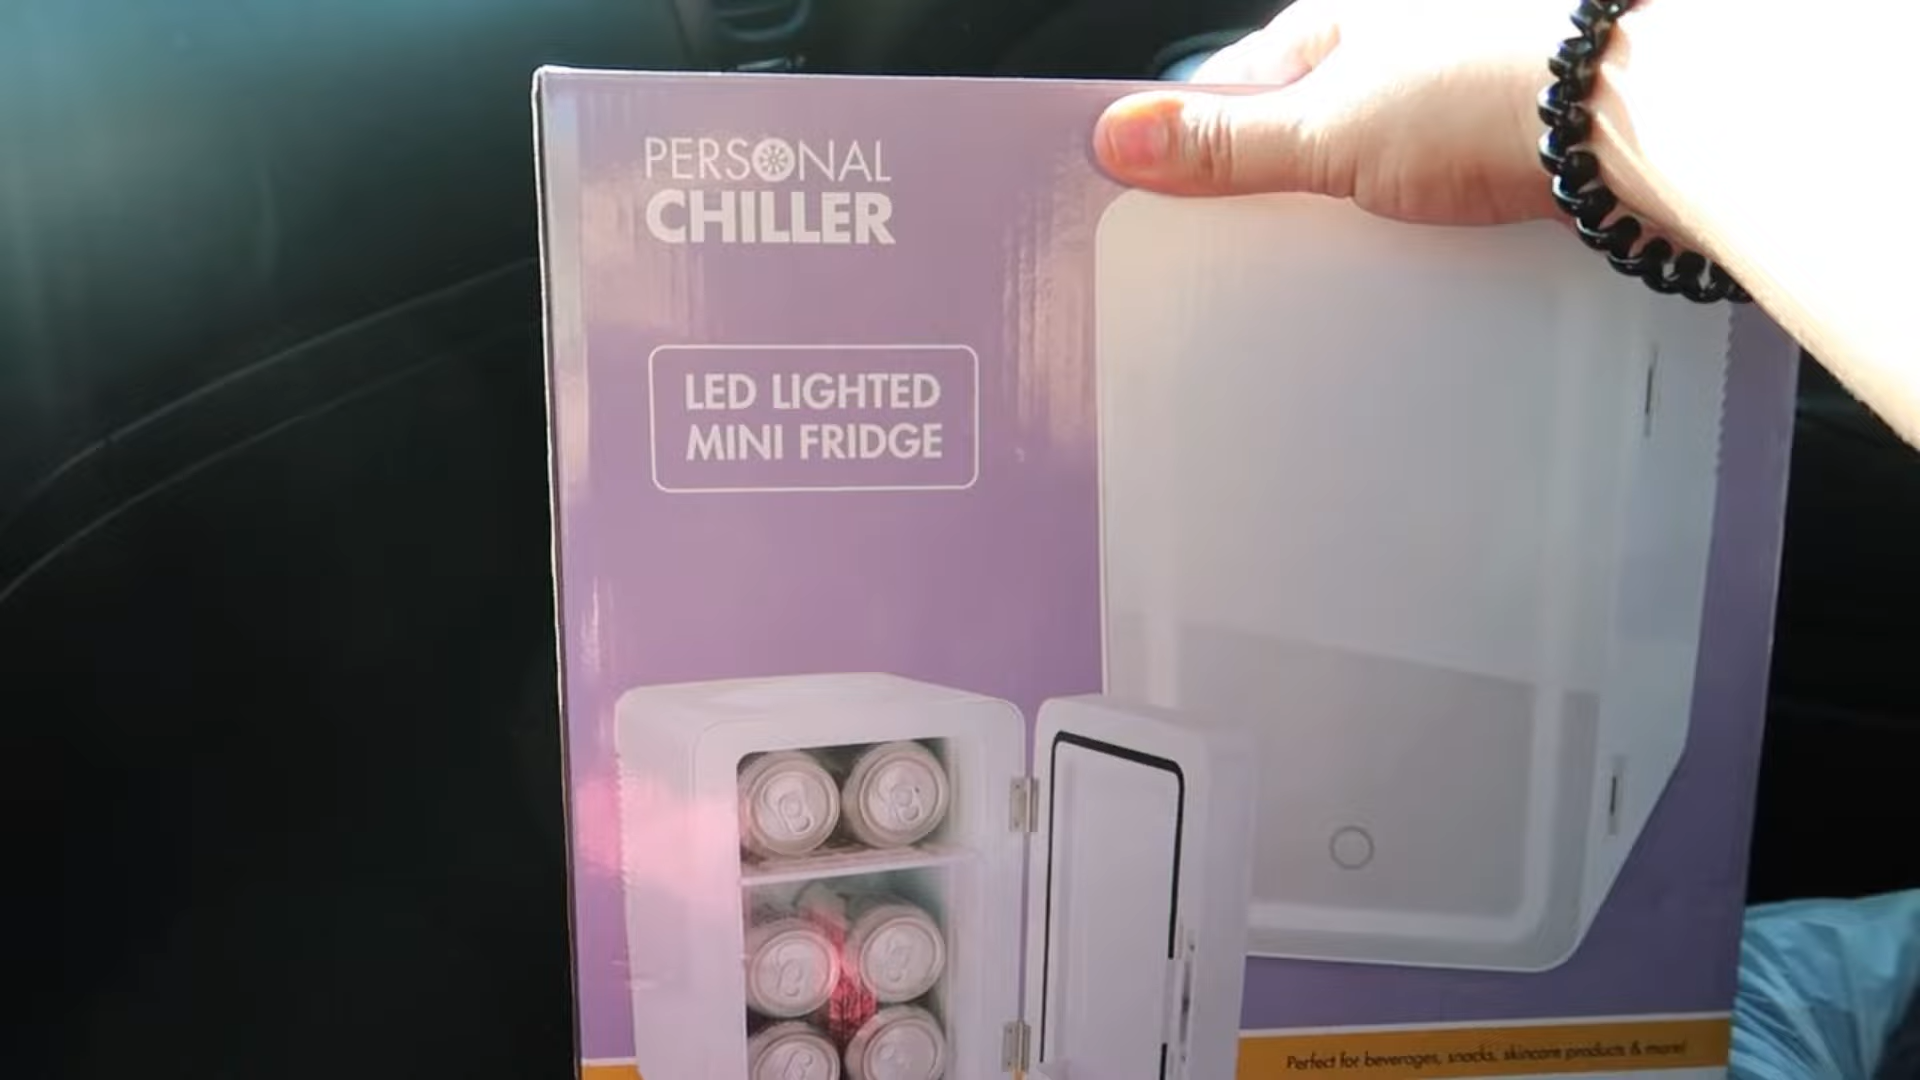 PERSONAL
CHILLER
LED LIGHTED
MINI FRIDGE
Perfect for beverages, snacks, skincare products & more!